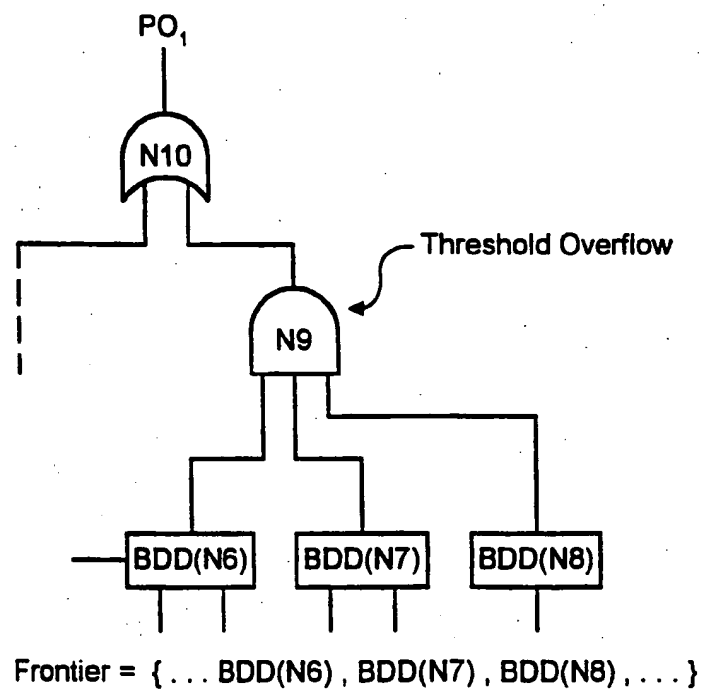 PO₁
N10
Threshold Overflow
N9
BDD(N6) BDD(N7) BDD(N8)
Frontier = {... BDD(N6), BDD(N7), BDD(N8), ...}